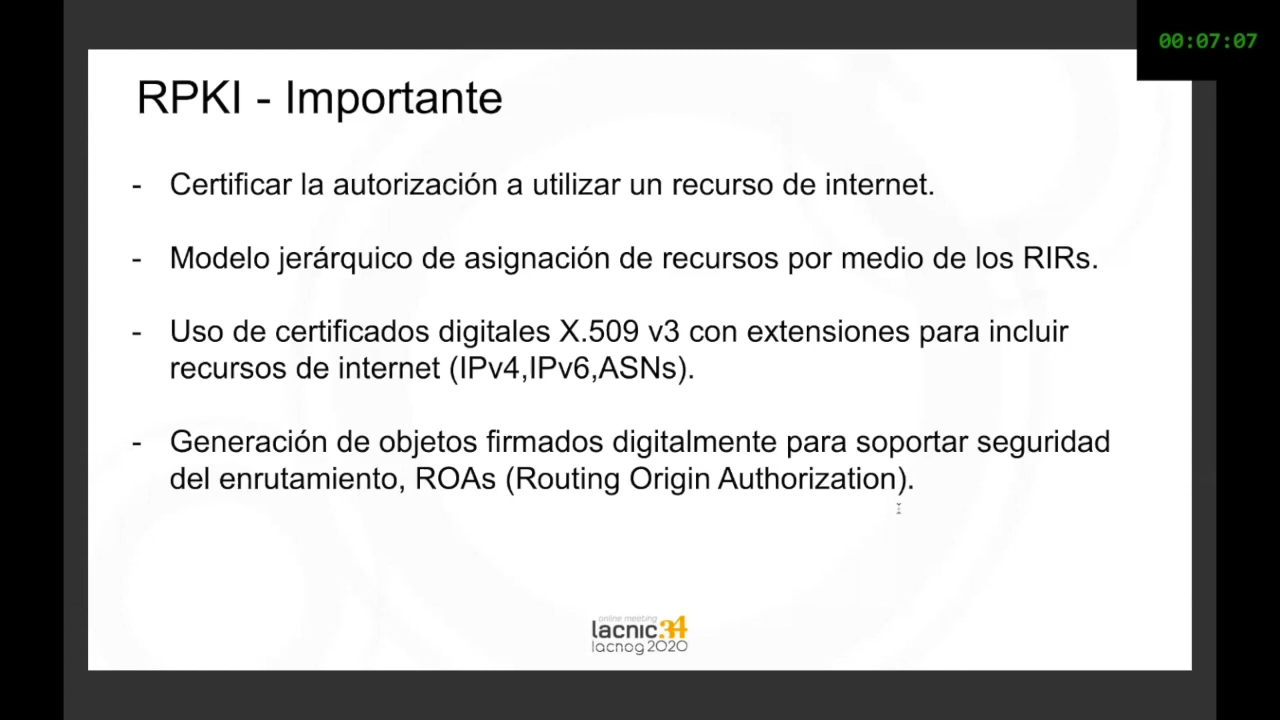 00:07:07
RPKI - Importante
- Certificar la autorización a utilizar un recurso de internet.
- Modelo jerárquico de asignación de recursos por medio de los RIRs.
- Uso de certificados digitales X.509 v3 con extensiones para incluir
recursos de internet (IPv4,IPv6,ASNs).
- Generación de objetos firmados digitalmente para soportar seguridad
del enrutamiento, ROAs (Routing Origin Authorization).
online meeting
lacnic34
lacnog2020